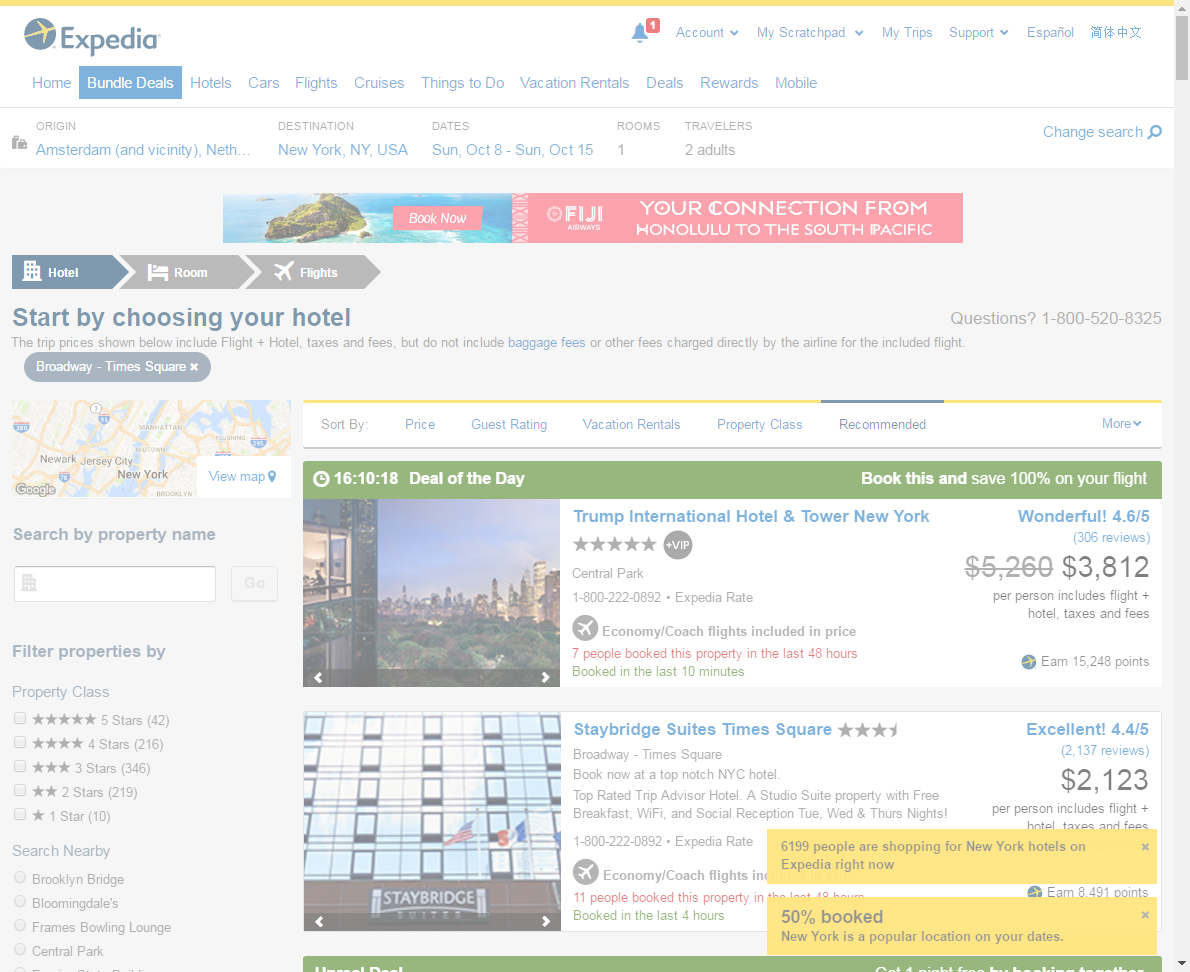 Expedia
1
Account
My Scratchpad
My Trips
Support
Español
简体中文
Home
Bundle Deals
Hotels
Cars
Flights
Cruises
Things to Do
Vacation Rentals
Deals
Rewards
Mobile
ORIGIN
DESTINATION
DATES
ROOMS
TRAVELERS
Amsterdam (and vicinity), Neth...
New York, NY, USA
Sun, Oct 8 - Sun, Oct 15
1
2 adults
Change search
Book Now
FIJI
AIRWAYS
YOUR CONNECTION FROM
HONOLULU TO THE SOUTH PACIFIC
Hotel
Room
Flights
Start by choosing your hotel
Questions? 1-800-520-8325
The trip prices shown below include Flight + Hotel, taxes and fees, but do not include baggage fees or other fees charged directly by the airline for the included flight.
Broadway - Times Square ×
MANHATTAN
MIDTOWN
FLUSHING
Newark
Jersey City
New York
BROOKLYN
Google
View map
Sort By:
Price
Guest Rating
Vacation Rentals
Property Class
Recommended
More
Search by property name
Go
Filter properties by
Property Class
5 Stars (42)
4 Stars (216)
3 Stars (346)
2 Stars (219)
1 Star (10)
Search Nearby
Brooklyn Bridge
Bloomingdale's
Frames Bowling Lounge
Central Park
16:10:18 Deal of the Day
Book this and save 100% on your flight
Trump International Hotel & Tower New York
+VIP
Central Park
1-800-222-0892 • Expedia Rate
Economy/Coach flights included in price
7 people booked this property in the last 48 hours
Booked in the last 10 minutes
Wonderful! 4.6/5
(306 reviews)
$5,260 $3,812
per person includes flight +
hotel, taxes and fees
Earn 15,248 points
Staybridge Suites Times Square
Broadway - Times Square
Book now at a top notch NYC hotel.
Top Rated Trip Advisor Hotel. A Studio Suite property with Free
Breakfast, WiFi, and Social Reception Tue, Wed & Thurs Nights!
1-800-222-0892 • Expedia Rate
Economy/Coach flights inc
11 people booked this property in the last 48 hours
Booked in the last 4 hours
STAYBRIDGE
SUITES
Excellent! 4.4/5
(2,137 reviews)
$2,123
per person includes flight +
hotel, taxes and fees
Earn 8,491 points
6199 people are shopping for New York hotels on
Expedia right now
×
50% booked
New York is a popular location on your dates.
×
Unreal Deal
Get 1 night free by booking together